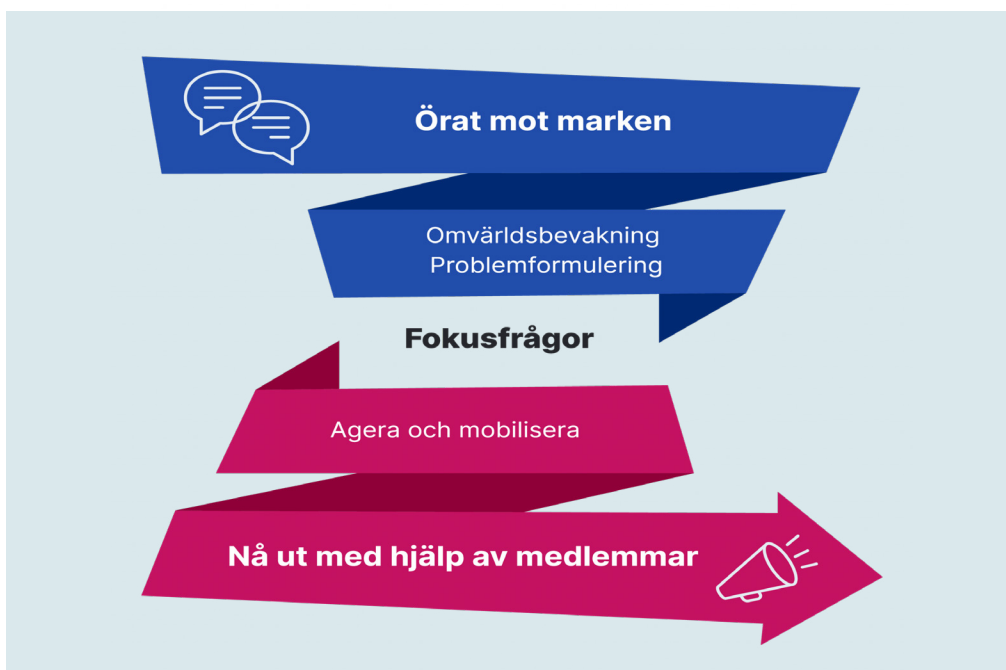 Örat mot marken
Omvärldsbevakning
Problemformulering
Fokusfrågor
Agera och mobilisera
Nå ut med hjälp av medlemmar